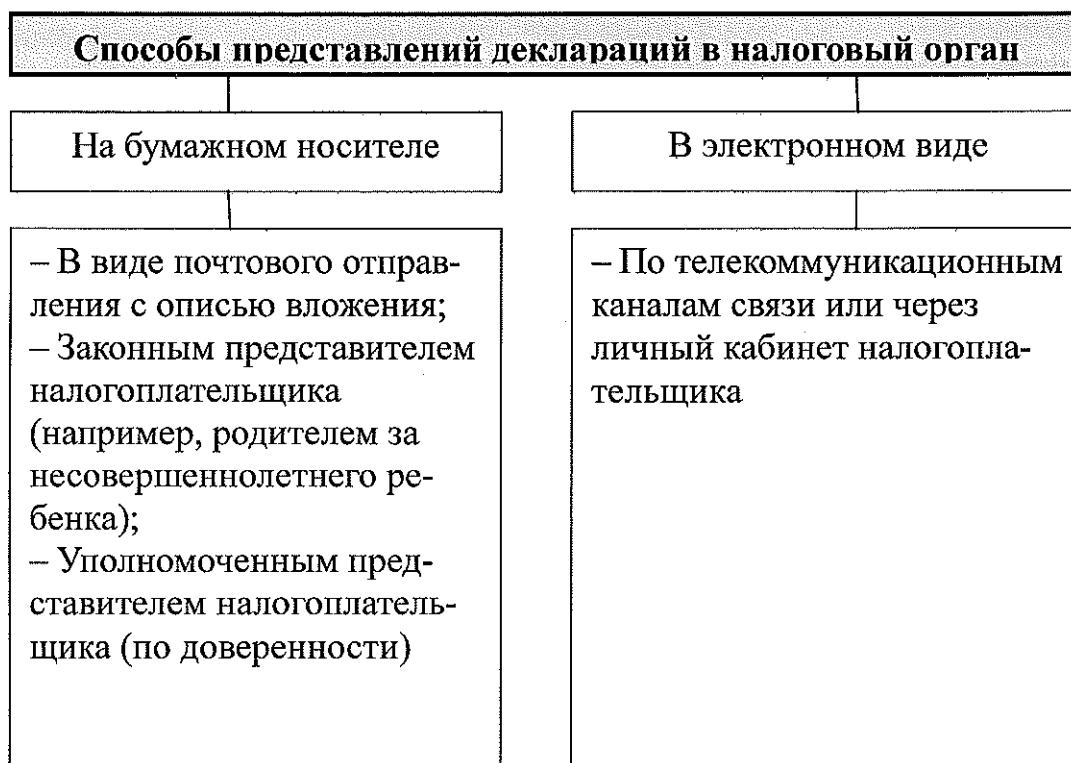 Способы представлений деклараций в налоговый орган
На бумажном носителе
– В виде почтового отправ-
ления с описью вложения;
– Законным представителем
налогоплательщика
(например, родителем за
несовершеннолетнего ре-
бенка);
– Уполномоченным пред-
ставителем налогоплатель-
щика (по доверенности)
В электронном виде
– По телекоммуникационным
каналам связи или через
личный кабинет налогопла-
тельщика